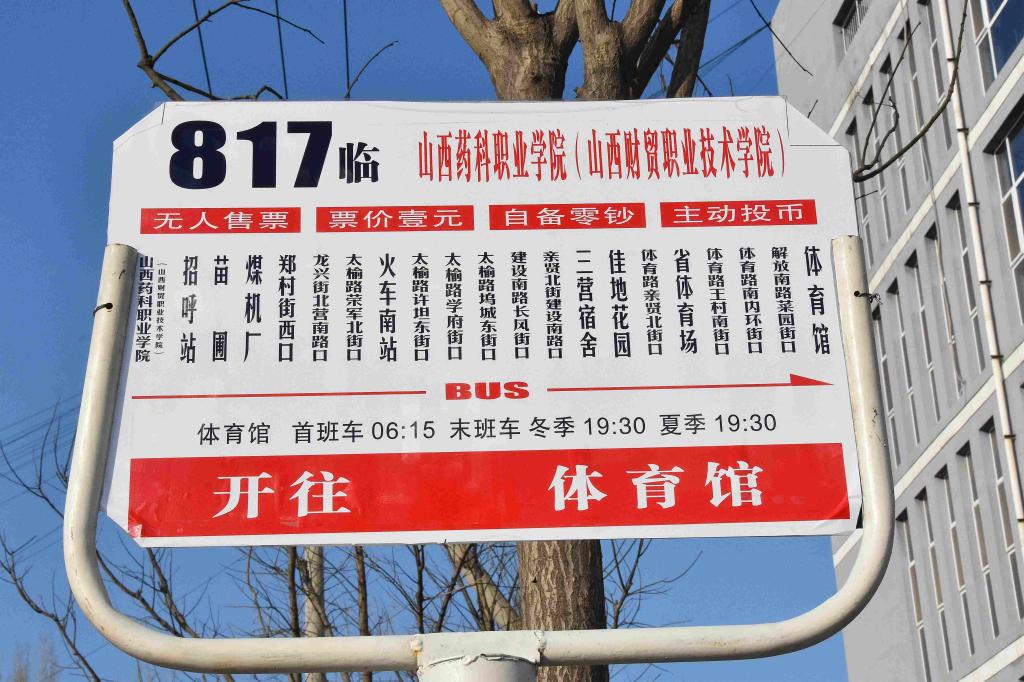 817临
山西药科职业学院(山西财贸职业技术学院)
无人售票 票价壹元 自备零钞 主动投币
山西药科职业学院
(山西财贸职业技术学院)
招呼站
苗圃
煤机厂
郑村街西口
龙兴街北营南路口
太榆路荣军北街口
火车南站
太榆路许坦东街口
太榆路学府街口
太榆路坞城东街口
建设南路长风街口
亲贤北街建设南路口
二营宿舍
佳地花园
体育路亲贤北街口
省体育场
体育路王村南街口
体育路南内环街口
解放南路菜园街口
体育馆
BUS
体育馆 首班车 06:15 末班车 冬季 19:30 夏季 19:30
开往 体育馆